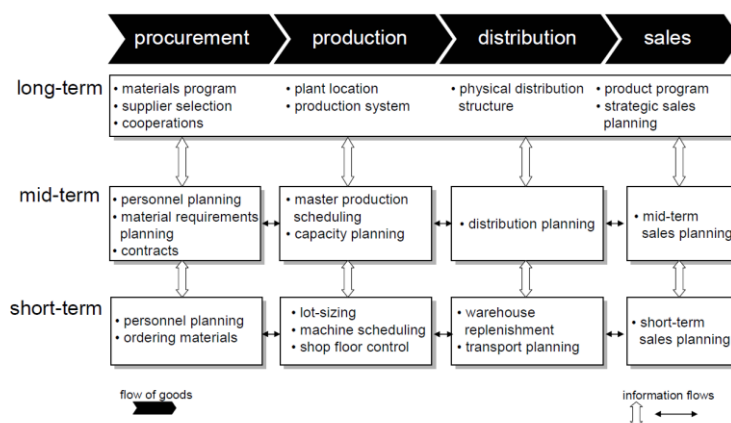 procurement
production
distribution
sales
long-term
• materials program
• supplier selection
• cooperations
• plant location
• production system
• physical distribution
structure
• product program
• strategic sales
planning
mid-term
• personnel planning
• material requirements
planning
• contracts
• master production
scheduling
• capacity planning
• distribution planning
• mid-term
sales planning
short-term
• personnel planning
• ordering materials
• lot-sizing
• machine scheduling
• shop floor control
• warehouse
replenishment
• transport planning
• short-term
sales planning
flow of goods
information flows